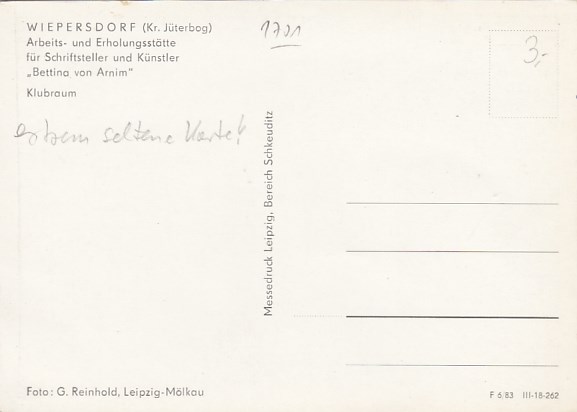 WIEPERSDORF (Kr. Jüterbog)
Arbeits- und Erholungsstätte
für Schriftsteller und Künstler
„Bettina von Arnim"
Klubraum
1701
3,-
extrem seltene Karte!
Messedruck Leipzig, Bereich Schkeuditz
Foto: G. Reinhold, Leipzig-Mölkau
F 6/83 III-18-262